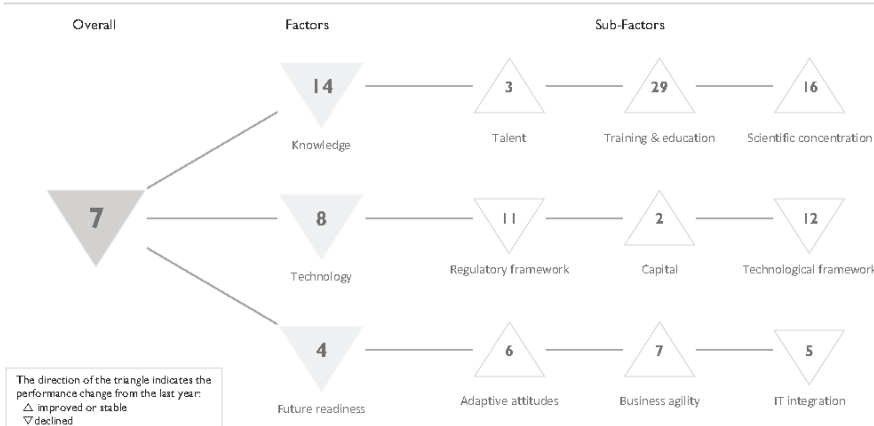 Overall Factors Sub-Factors
14 3 29 16
Knowledge Talent Training & education Scientific concentration
7 8 11 2 12
Technology Regulatory framework Capital Technological framework
4 6 7 5
Future readiness Adaptive attitudes Business agility IT integration
The direction of the triangle indicates the
performance change from the last year:
△ improved or stable
▽ declined